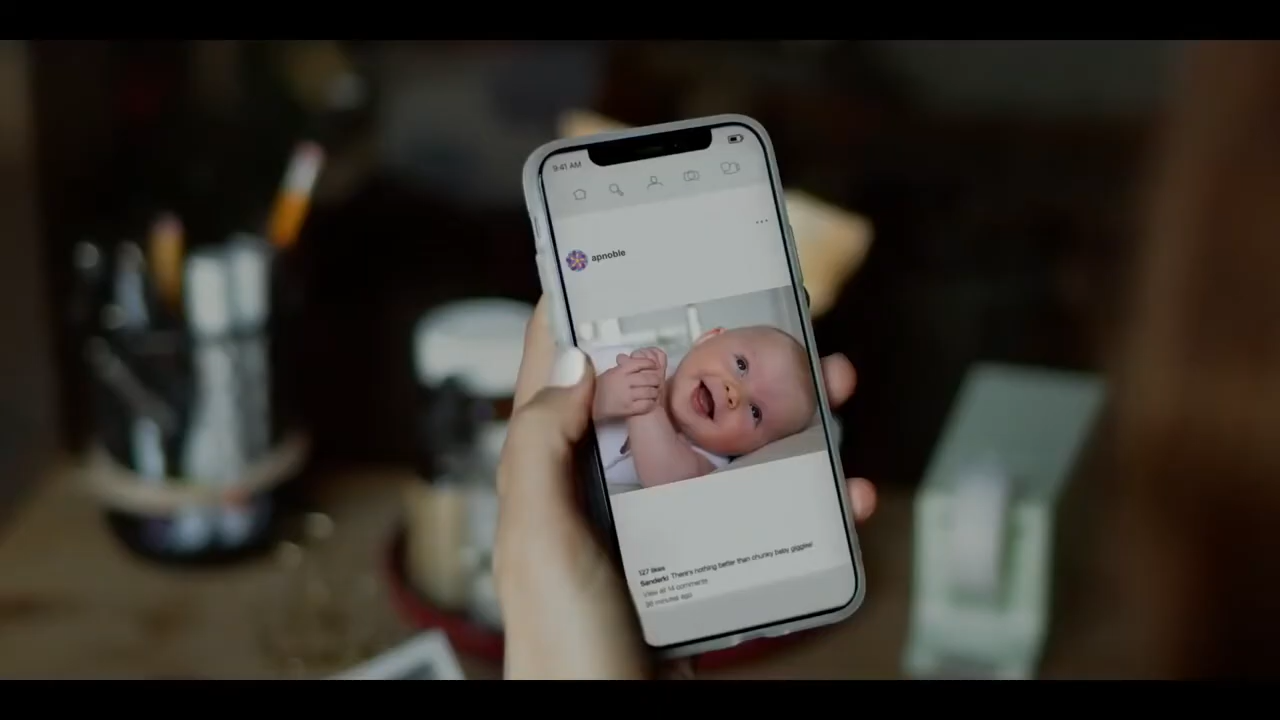 9:41 AM
apnoble
127 likes
Sanderki There's nothing better than chunky baby giggles!
View all 14 comments
36 minutes ago